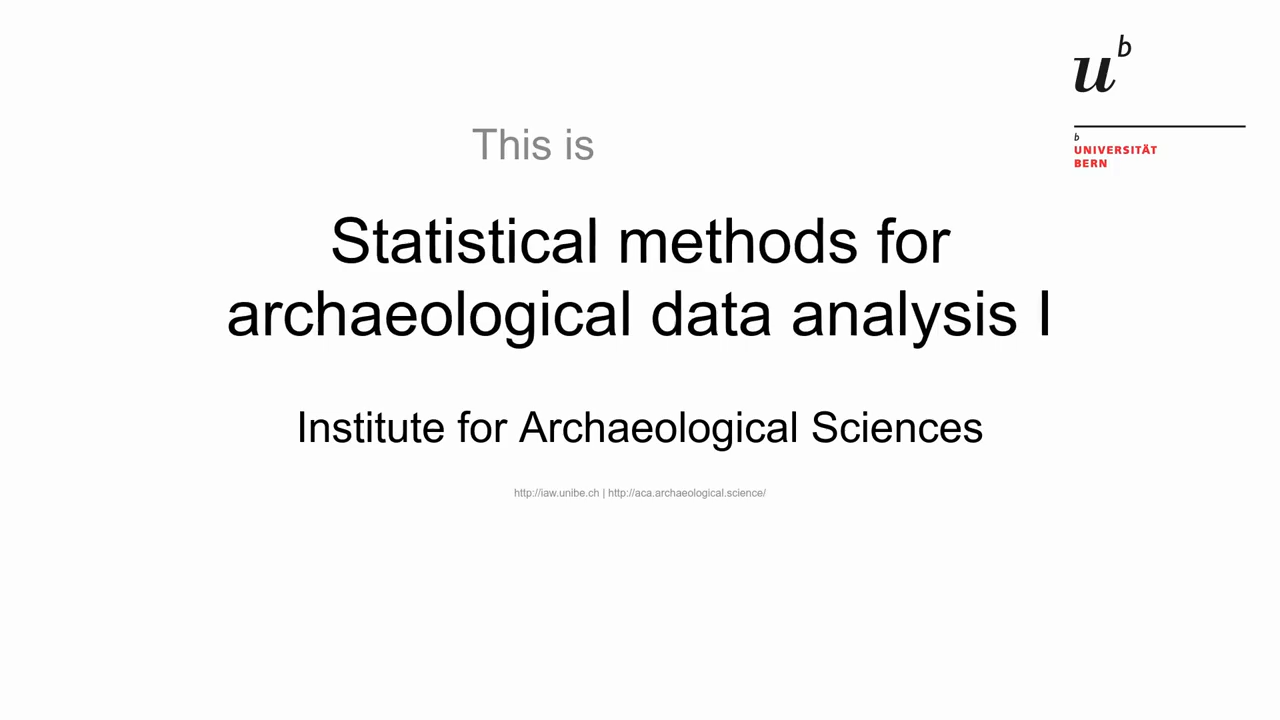 u^b
b
UNIVERSITÄT
BERN
This is
Statistical methods for
archaeological data analysis I
Institute for Archaeological Sciences
http://iaw.unibe.ch | http://aca.archaeological.science/